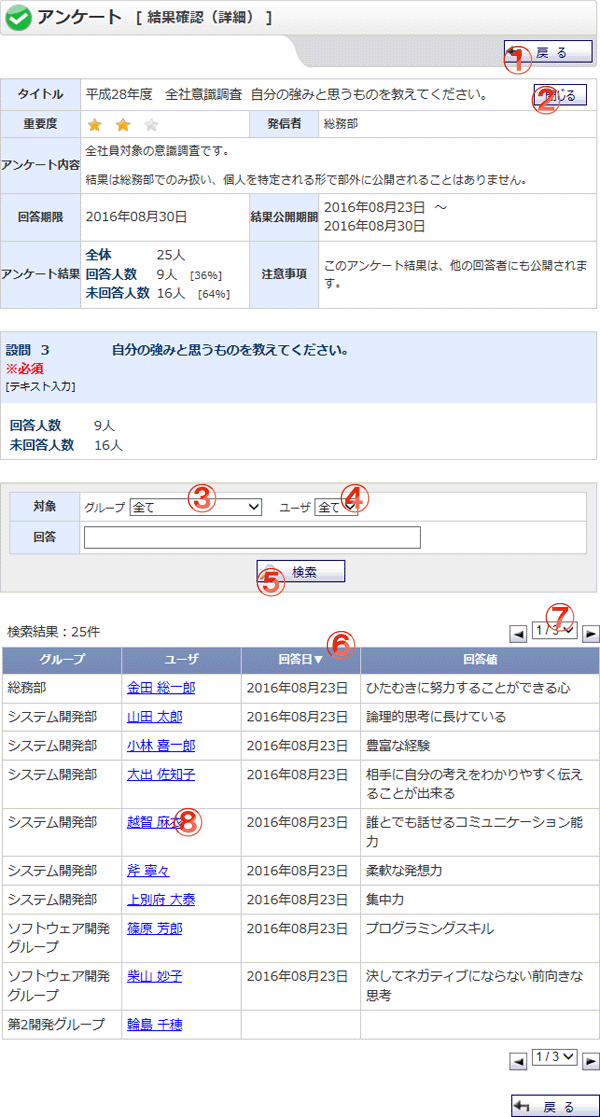 アンケート [ 結果確認（詳細） ]
① 戻る
タイトル 平成28年度 全社意識調査 自分の強みと思うものを教えてください。 ② 閉じる
重要度 発信者 総務部
アンケート内容 全社員対象の意識調査です。
結果は総務部でのみ扱い、個人を特定される形で部外に公開されることはありません。
回答期限 2016年08月30日 結果公開期間 2016年08月23日 ～
2016年08月30日
アンケート結果 全体 25人
回答人数 9人 [36%]
未回答人数 16人 [64%]
注意事項 このアンケート結果は、他の回答者にも公開されま
す。
設問 3 自分の強みと思うものを教えてください。
※必須
[テキスト入力]
回答人数 9人
未回答人数 16人
対象 グループ 全て ③ ユーザ 全て ④
回答
⑤ 検索
検索結果：25件 ◀ 1 / 3 ⑦ ▶
グループ ユーザ 回答日▼ ⑥ 回答値
総務部 金田 総一郎 2016年08月23日 ひたむきに努力することができる心
システム開発部 山田 太郎 2016年08月23日 論理的思考に長けている
システム開発部 小林 喜一郎 2016年08月23日 豊富な経験
システム開発部 大出 佐知子 2016年08月23日 相手に自分の考えをわかりやすく伝え
ることが出来る
システム開発部 越智 麻衣 ⑧ 2016年08月23日 誰とでも話せるコミュニケーション能
力
システム開発部 斧 寧々 2016年08月23日 柔軟な発想力
システム開発部 上別府 大泰 2016年08月23日 集中力
ソフトウェア開発
グループ 篠原 芳郎 2016年08月23日 プログラミングスキル
ソフトウェア開発
グループ 柴山 妙子 2016年08月23日 決してネガティブにならない前向きな
思考
第2開発グループ 輪島 千穂
◀ 1 / 3 ▶
戻る